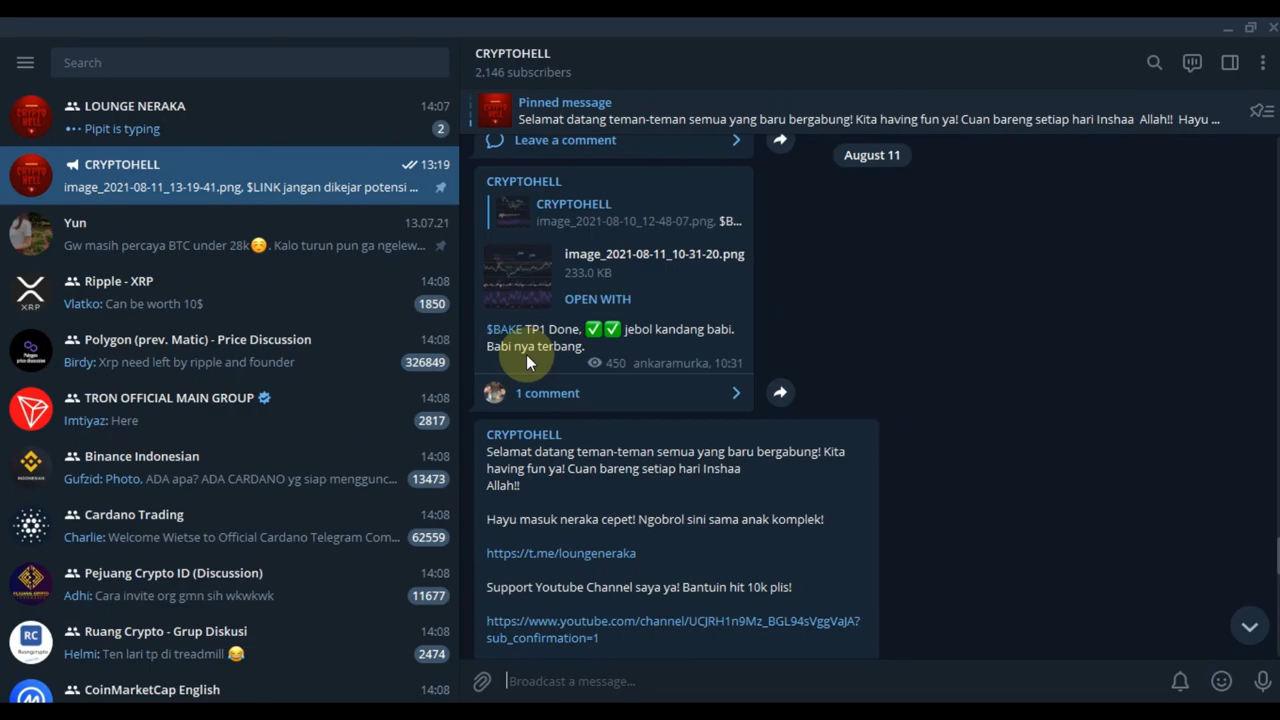 Search
LOUNGE NERAKA
14:07
Pipit is typing
2
CRYPTOHELL
13:19
image_2021-08-11_13-19-41.png, $LINK jangan dikejar potensi ...
Yun
13.07.21
Gw masih percaya BTC under 28k☺️. Kalo turun pun ga ngelew...
Ripple - XRP
14:08
Vlatko: Can be worth 10$
1850
Polygon (prev. Matic) - Price Discussion
14:08
Birdy: Xrp need left by ripple and founder
326849
TRON OFFICIAL MAIN GROUP
14:08
Imtiyaz: Here
2817
Binance Indonesian
14:08
Gufzid: Photo, ADA apa? ADA CARDANO yg siap menggunc...
13473
Cardano Trading
14:08
Charlie: Welcome Wietse to Official Cardano Telegram Com...
62559
Pejuang Crypto ID (Discussion)
14:08
Adhi: Cara invite org gmn sih wkwkwk
11677
RC
Ruang Crypto - Grup Diskusi
14:08
Helmi: Ten lari tp di treadmill 😂
2474
CoinMarketCap English
14:08
CRYPTOHELL
2,146 subscribers
Pinned message
Selamat datang teman-teman semua yang baru bergabung! Kita having fun ya! Cuan bareng setiap hari Inshaa Allah!! Hayu ...
Leave a comment
August 11
CRYPTOHELL
CRYPTOHELL
image_2021-08-10_12-48-07.png, $B...
image_2021-08-11_10-31-20.png
233.0 KB
OPEN WITH
$BAKE TP1 Done, ✅✅ jebol kandang babi.
Babi nya terbang.
450 ankaramurka, 10:31
1 comment
CRYPTOHELL
Selamat datang teman-teman semua yang baru bergabung! Kita
having fun ya! Cuan bareng setiap hari Inshaa
Allah!!
Hayu masuk neraka cepet! Ngobrol sini sama anak komplek!
https://t.me/loungeneraka
Support Youtube Channel saya ya! Bantuin hit 10k plis!
https://www.youtube.com/channel/UCJRH1n9Mz_BGL94sVggVaJA?
sub_confirmation=1
Broadcast a message...